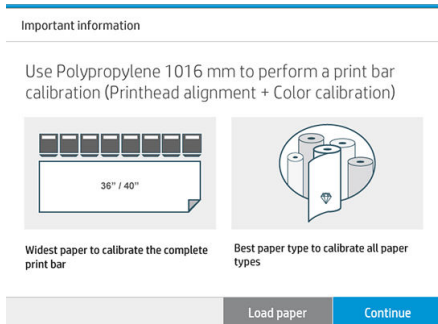 Important information
Use Polypropylene 1016 mm to perform a print bar
calibration (Printhead alignment + Color calibration)
36" / 40"
Widest paper to calibrate the complete
print bar
Best paper type to calibrate all paper
types
Load paper
Continue